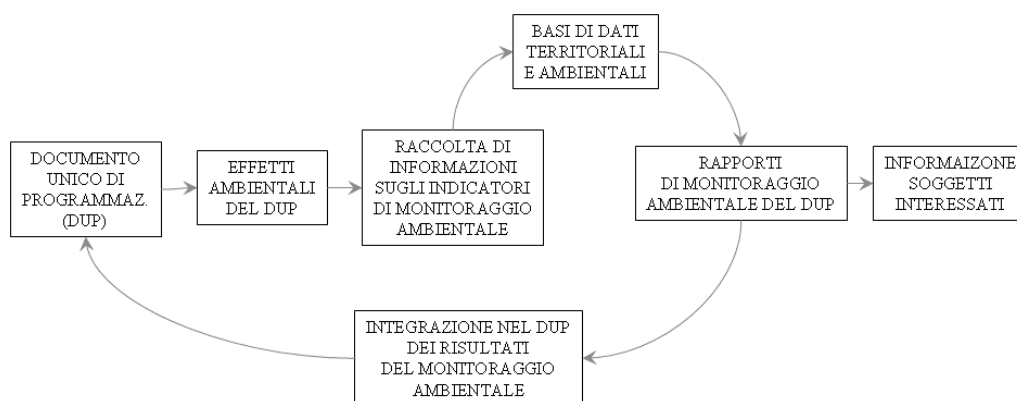 BASI DI DATI
TERRITORIALI
E AMBIENTALI
DOCUMENTO
UNICO DI
PROGRAMMAZ.
(DUP)
EFFETTI
AMBIENTALI
DEL DUP
RACCOLTA DI
INFORMAZIONI
SUGLI INDICATORI
DI MONITORAGGIO
AMBIENTALE
RAPPORTI
DI MONITORAGGIO
AMBIENTALE DEL DUP
INFORMAIZONE
SOGGETTI
INTERESSATI
INTEGRAZIONE NEL DUP
DEI RISULTATI
DEL MONITORAGGIO
AMBIENTALE